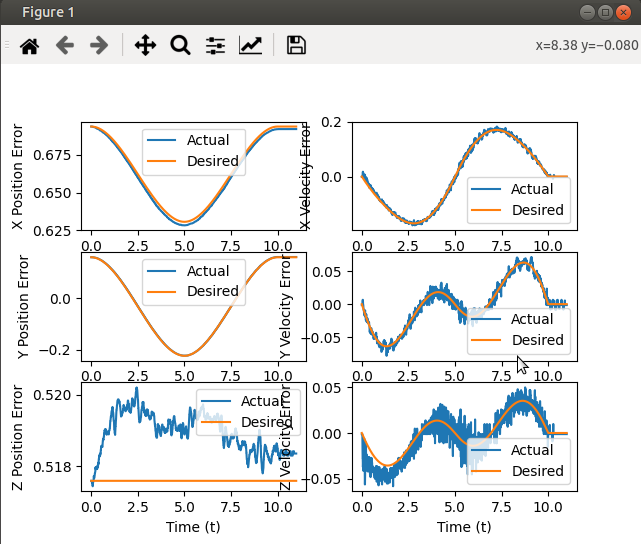 Figure 1
x=8.38 y=−0.080
X Position Error
0.675
0.650
0.625
Actual
Desired
0.0 2.5 5.0 7.5 10.0
X Velocity Error
0.2
0.0
Actual
Desired
0.0 2.5 5.0 7.5 10.0
Y Position Error
0.0
−0.2
Actual
Desired
0.0 2.5 5.0 7.5 10.0
Y Velocity Error
0.05
0.00
−0.05
Actual
Desired
0.0 2.5 5.0 7.5 10.0
Z Position Error
0.520
0.518
Actual
Desired
0.0 2.5 5.0 7.5 10.0
Time (t)
Z Velocity Error
0.05
0.00
−0.05
Actual
Desired
0.0 2.5 5.0 7.5 10.0
Time (t)